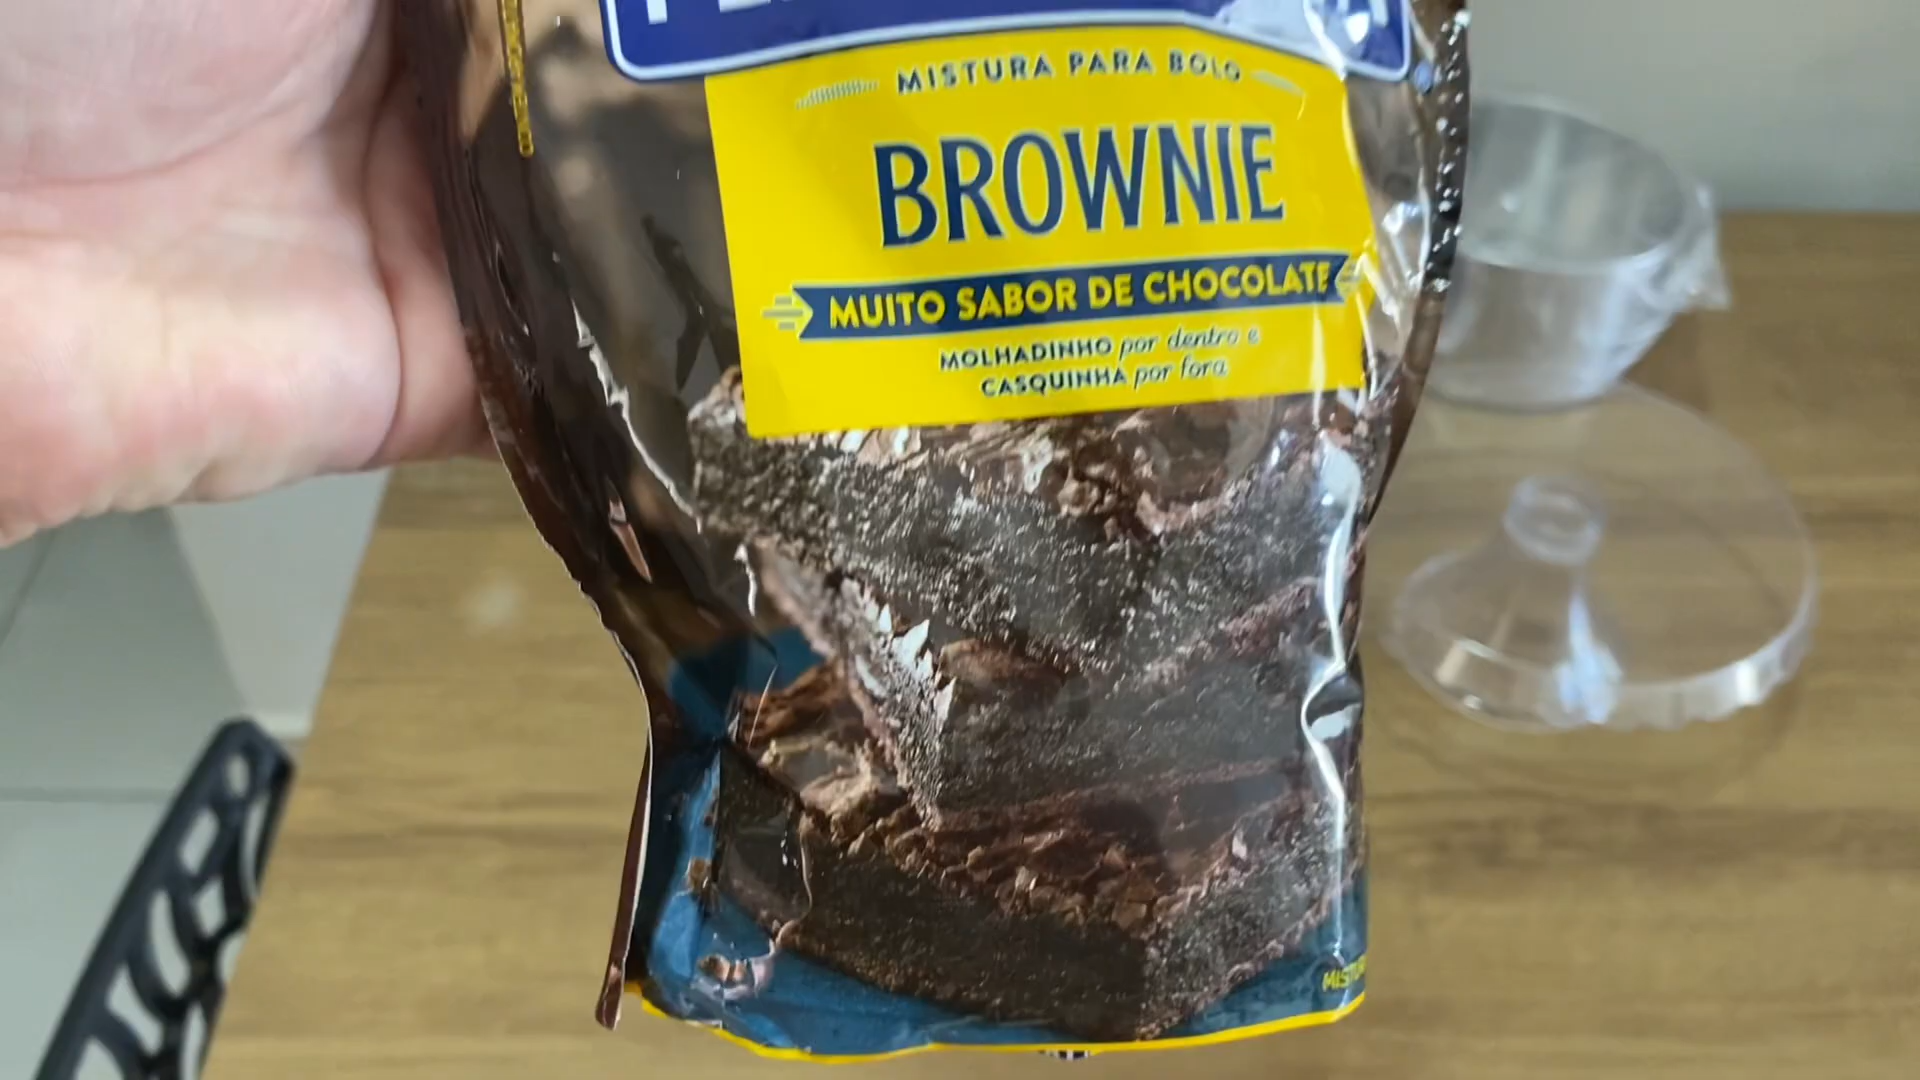 MISTURA PARA BOLO
BROWNIE
MUITO SABOR DE CHOCOLATE
MOLHADINHO por dentro e
CASQUINHA por fora